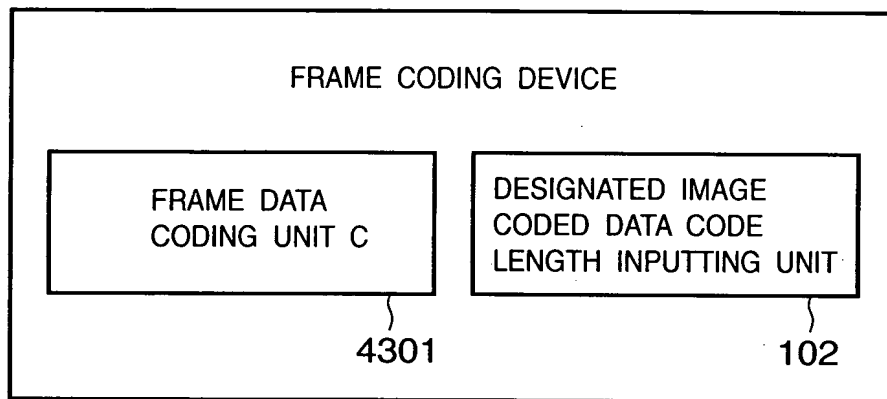 FRAME CODING DEVICE
FRAME DATA
CODING UNIT C
4301
DESIGNATED IMAGE
CODED DATA CODE
LENGTH INPUTTING UNIT
102